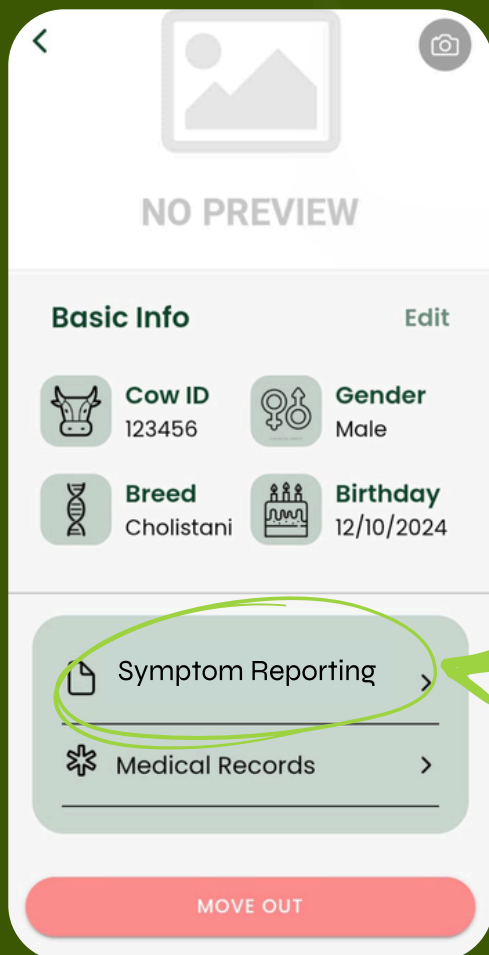 NO PREVIEW
Basic Info
Edit
Cow ID
123456
Gender
Male
Breed
Cholistani
Birthday
12/10/2024
Symptom Reporting
Medical Records
MOVE OUT